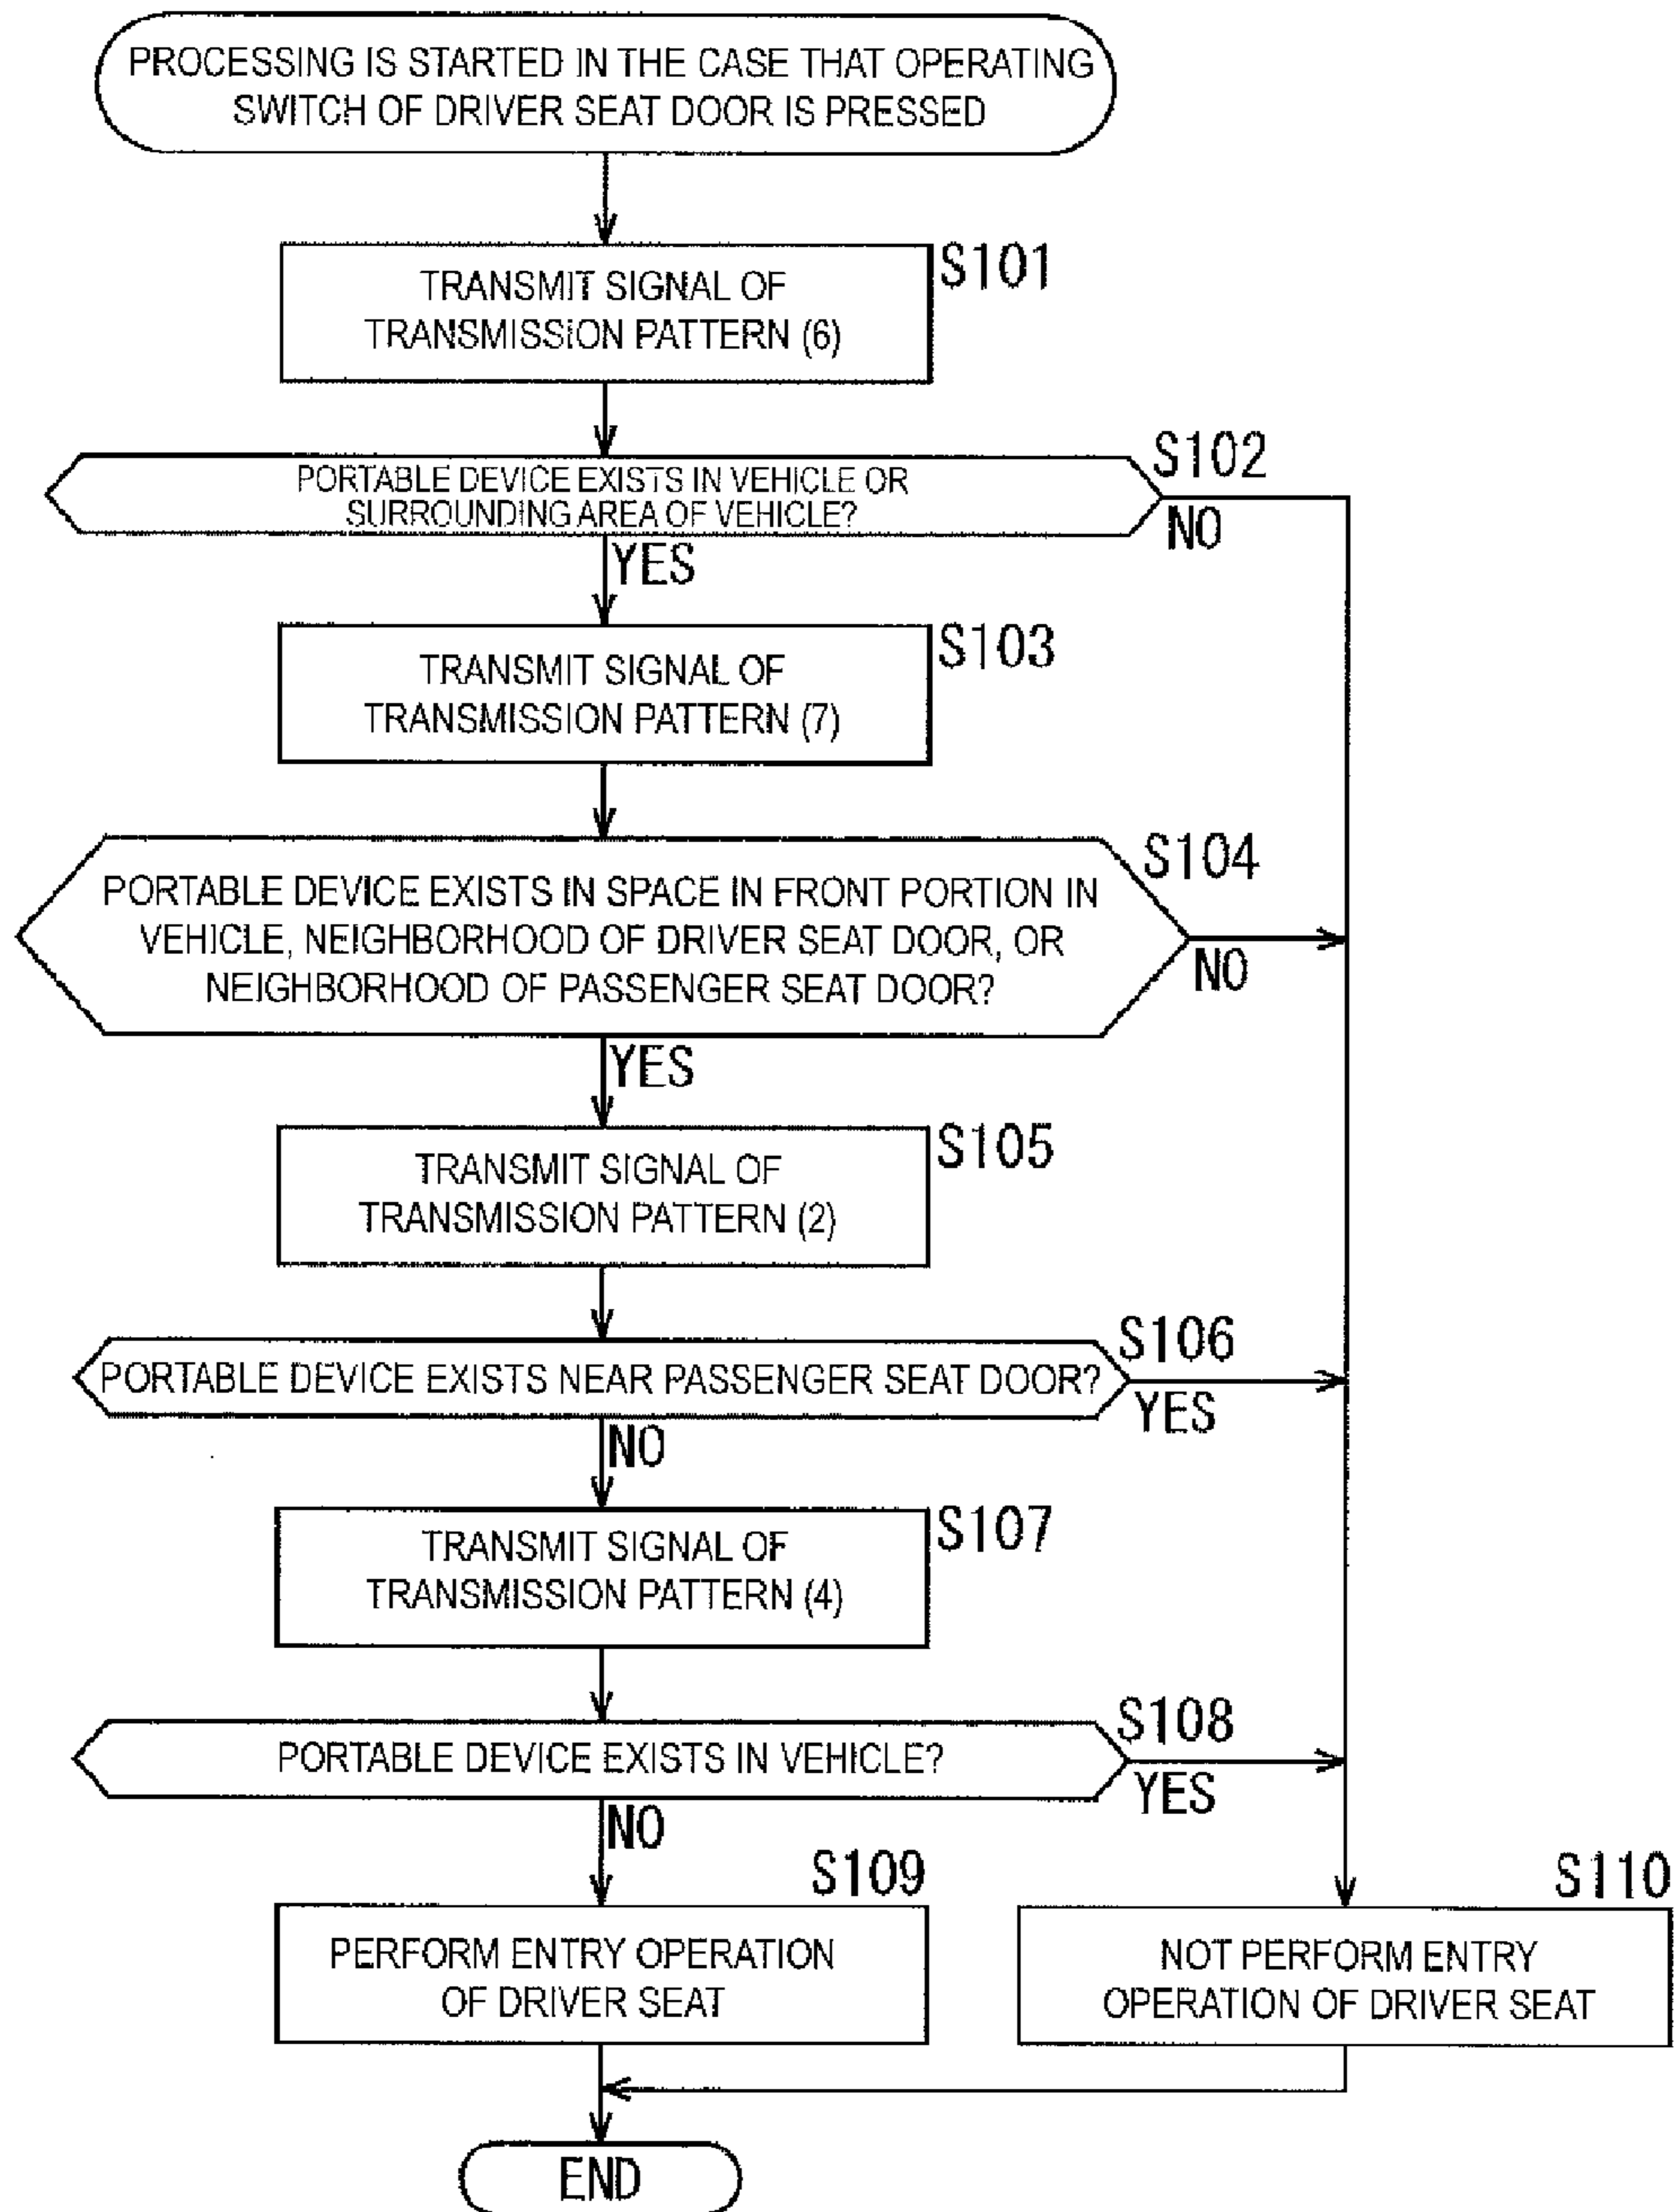 PROCESSING IS STARTED IN THE CASE THAT OPERATING
SWITCH OF DRIVER SEAT DOOR IS PRESSED
S101
TRANSMIT SIGNAL OF
TRANSMISSION PATTERN (6)
S102
PORTABLE DEVICE EXISTS IN VEHICLE OR
SURROUNDING AREA OF VEHICLE?
NO
YES
S103
TRANSMIT SIGNAL OF
TRANSMISSION PATTERN (7)
S104
PORTABLE DEVICE EXISTS IN SPACE IN FRONT PORTION IN
VEHICLE, NEIGHBORHOOD OF DRIVER SEAT DOOR, OR
NEIGHBORHOOD OF PASSENGER SEAT DOOR?
NO
YES
S105
TRANSMIT SIGNAL OF
TRANSMISSION PATTERN (2)
S106
PORTABLE DEVICE EXISTS NEAR PASSENGER SEAT DOOR?
YES
NO
S107
TRANSMIT SIGNAL OF
TRANSMISSION PATTERN (4)
S108
PORTABLE DEVICE EXISTS IN VEHICLE?
YES
NO
S109
PERFORM ENTRY OPERATION
OF DRIVER SEAT
S110
NOT PERFORM ENTRY
OPERATION OF DRIVER SEAT
END